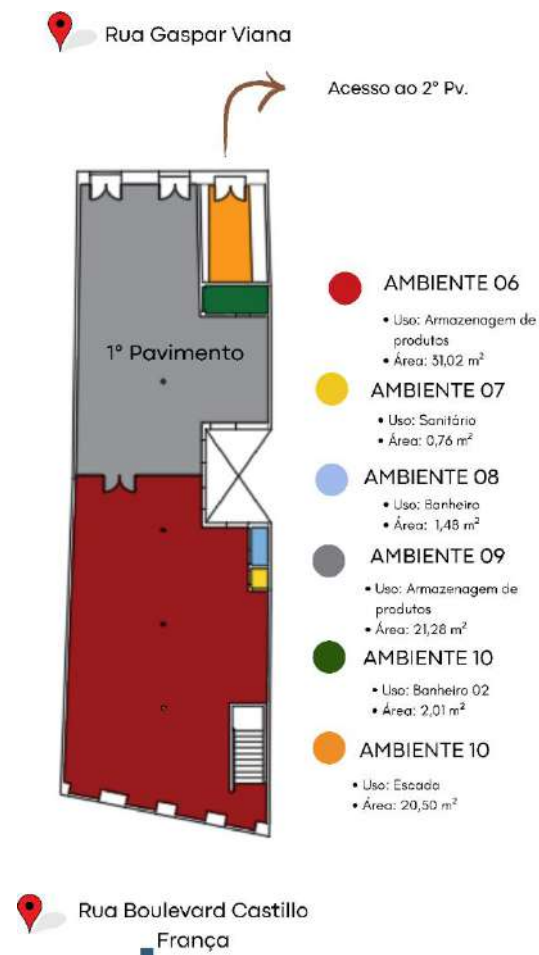 Rua Gaspar Viana
Acesso ao 2° Pv.
1° Pavimento
AMBIENTE 06
• Uso: Armazenagem de
produtos
• Área: 31,02 m²
AMBIENTE 07
• Uso: Sanitário
• Área: 0,76 m²
AMBIENTE 08
• Uso: Banheiro
• Área: 1,48 m²
AMBIENTE 09
• Uso: Armazenagem de
produtos
• Área: 21,28 m²
AMBIENTE 10
• Uso: Banheiro 02
• Área: 2,01 m²
AMBIENTE 10
• Uso: Escada
• Área: 20,50 m²
Rua Boulevard Castillo
França